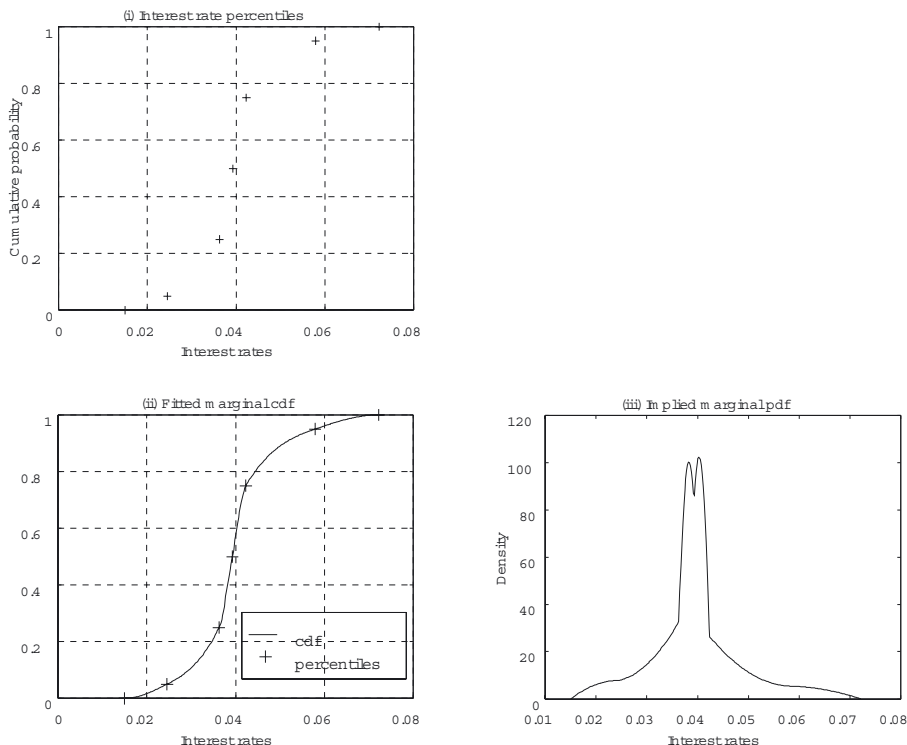 (i) Interest rate percentiles
1
0.8
0.6
0.4
0.2
0
Cumulative probability
0 0.02 0.04 0.06 0.08
Interest rates
(ii) Fitted marginal cdf
1
0.8
0.6
0.4
0.2
0
cdf
percentiles
0 0.02 0.04 0.06 0.08
Interest rates
(iii) Implied marginal pdf
120
100
80
60
40
20
0
Density
0.01 0.02 0.03 0.04 0.05 0.06 0.07 0.08
Interest rates